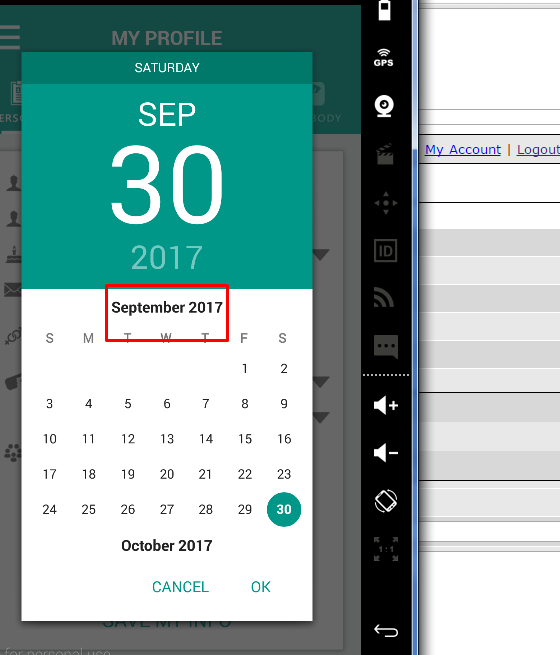 MY PROFILE
GPS
SATURDAY
SEP
30
2017
BODY
My Account | Logout
September 2017
S M T W T F S
1 2
3 4 5 6 7 8 9
10 11 12 13 14 15 16
17 18 19 20 21 22 23
24 25 26 27 28 29 30
October 2017
1:1
CANCEL OK
ID
SAVE MY INFO
for personal use